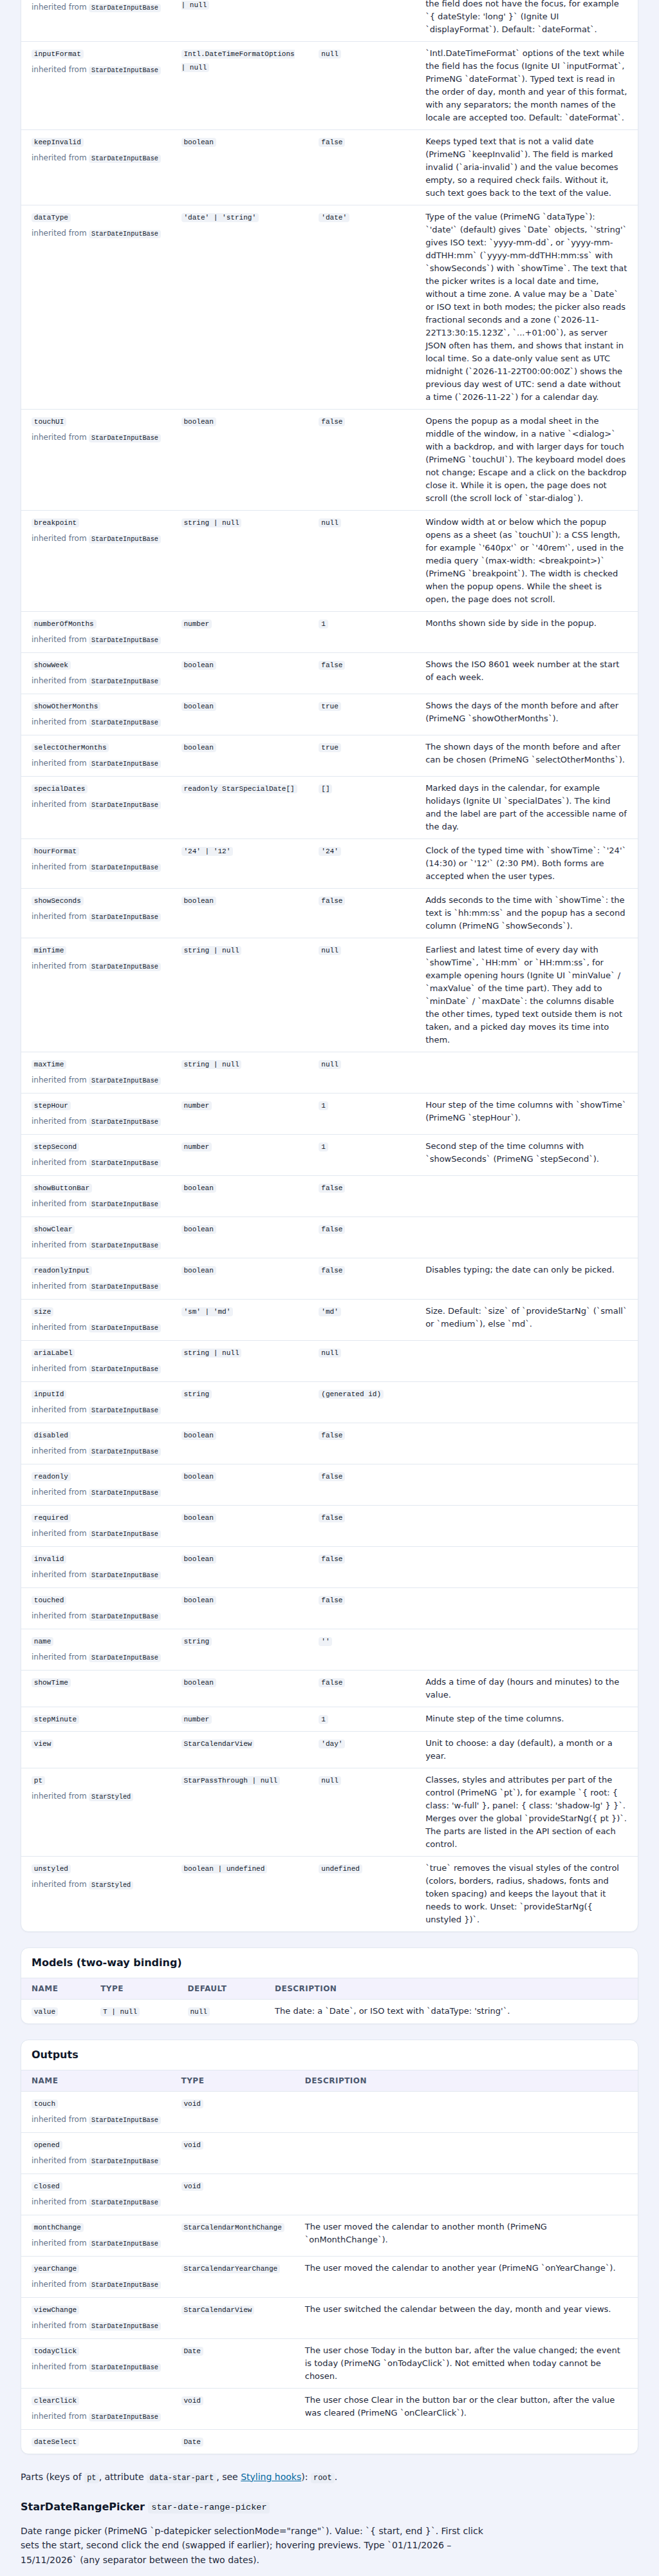 inherited from StarDateInputBase
| null
the field does not have the focus, for example
`{ dateStyle: 'long' }` (Ignite UI
`displayFormat`). Default: `dateFormat`.
inputFormat
inherited from StarDateInputBase
Intl.DateTimeFormatOptions
| null
null
`Intl.DateTimeFormat` options of the text while
the field has the focus (Ignite UI `inputFormat`,
PrimeNG `dateFormat`). Typed text is read in
the order of day, month and year of this format,
with any separators; the month names of the
locale are accepted too. Default: `dateFormat`.
keepInvalid
inherited from StarDateInputBase
boolean
false
Keeps typed text that is not a valid date
(PrimeNG `keepInvalid`). The field is marked
invalid (`aria-invalid`) and the value becomes
empty, so a required check fails. Without it,
such text goes back to the text of the value.
dataType
inherited from StarDateInputBase
'date' | 'string'
'date'
Type of the value (PrimeNG `dataType`):
`'date'` (default) gives `Date` objects, `'string'`
gives ISO text: `yyyy-mm-dd`, or `yyyy-mm-
ddTHH:mm` (`yyyy-mm-ddTHH:mm:ss` with
`showSeconds`) with `showTime`. The text that
the picker writes is a local date and time,
without a time zone. A value may be a `Date`
or ISO text in both modes; the picker also reads
fractional seconds and a zone (`2026-11-
22T13:30:15.123Z`, `...+01:00`), as server
JSON often has them, and shows that instant in
local time. So a date-only value sent as UTC
midnight (`2026-11-22T00:00:00Z`) shows the
previous day west of UTC: send a date without
a time (`2026-11-22`) for a calendar day.
touchUI
inherited from StarDateInputBase
boolean
false
Opens the popup as a modal sheet in the
middle of the window, in a native `<dialog>`
with a backdrop, and with larger days for touch
(PrimeNG `touchUI`). The keyboard model does
not change; Escape and a click on the backdrop
close it. While it is open, the page does not
scroll (the scroll lock of `star-dialog`).
breakpoint
inherited from StarDateInputBase
string | null
null
Window width at or below which the popup
opens as a sheet (as `touchUI`): a CSS length,
for example `'640px'` or `'40rem'`, used in the
media query `(max-width: <breakpoint>)`
(PrimeNG `breakpoint`). The width is checked
when the popup opens. While the sheet is
open, the page does not scroll.
numberOfMonths
inherited from StarDateInputBase
number
1
Months shown side by side in the popup.
showWeek
inherited from StarDateInputBase
boolean
false
Shows the ISO 8601 week number at the start
of each week.
showOtherMonths
inherited from StarDateInputBase
boolean
true
Shows the days of the month before and after
(PrimeNG `showOtherMonths`).
selectOtherMonths
inherited from StarDateInputBase
boolean
true
The shown days of the month before and after
can be chosen (PrimeNG `selectOtherMonths`).
specialDates
inherited from StarDateInputBase
readonly StarSpecialDate[]
[]
Marked days in the calendar, for example
holidays (Ignite UI `specialDates`). The kind
and the label are part of the accessible name of
the day.
hourFormat
inherited from StarDateInputBase
'24' | '12'
'24'
Clock of the typed time with `showTime`: `'24'`
(14:30) or `'12'` (2:30 PM). Both forms are
accepted when the user types.
showSeconds
inherited from StarDateInputBase
boolean
false
Adds seconds to the time with `showTime`: the
text is `hh:mm:ss` and the popup has a second
column (PrimeNG `showSeconds`).
minTime
inherited from StarDateInputBase
string | null
null
Earliest and latest time of every day with
`showTime`, `HH:mm` or `HH:mm:ss`, for
example opening hours (Ignite UI `minValue` /
`maxValue` of the time part). They add to
`minDate` / `maxDate`: the columns disable
the other times, typed text outside them is not
taken, and a picked day moves its time into
them.
maxTime
inherited from StarDateInputBase
string | null
null
stepHour
inherited from StarDateInputBase
number
1
Hour step of the time columns with `showTime`
(PrimeNG `stepHour`).
stepSecond
inherited from StarDateInputBase
number
1
Second step of the time columns with
`showSeconds` (PrimeNG `stepSecond`).
showButtonBar
inherited from StarDateInputBase
boolean
false
showClear
inherited from StarDateInputBase
boolean
false
readonlyInput
inherited from StarDateInputBase
boolean
false
Disables typing; the date can only be picked.
size
inherited from StarDateInputBase
'sm' | 'md'
'md'
Size. Default: `size` of `provideStarNg` (`small`
or `medium`), else `md`.
ariaLabel
inherited from StarDateInputBase
string | null
null
inputId
inherited from StarDateInputBase
string
(generated id)
disabled
inherited from StarDateInputBase
boolean
false
readonly
inherited from StarDateInputBase
boolean
false
required
inherited from StarDateInputBase
boolean
false
invalid
inherited from StarDateInputBase
boolean
false
touched
inherited from StarDateInputBase
boolean
false
name
inherited from StarDateInputBase
string
''
showTime
boolean
false
Adds a time of day (hours and minutes) to the
value.
stepMinute
number
1
Minute step of the time columns.
view
StarCalendarView
'day'
Unit to choose: a day (default), a month or a
year.
pt
inherited from StarStyled
StarPassThrough | null
null
Classes, styles and attributes per part of the
control (PrimeNG `pt`), for example `{ root: {
class: 'w-full' }, panel: { class: 'shadow-lg' } }`.
Merges over the global `provideStarNg({ pt })`.
The parts are listed in the API section of each
control.
unstyled
inherited from StarStyled
boolean | undefined
undefined
`true` removes the visual styles of the control
(colors, borders, radius, shadows, fonts and
token spacing) and keeps the layout that it
needs to work. Unset: `provideStarNg({
unstyled })`.
Models (two-way binding)
NAME TYPE DEFAULT DESCRIPTION
value T | null null The date: a `Date`, or ISO text with `dataType: 'string'`.
Outputs
NAME TYPE DESCRIPTION
touch
inherited from StarDateInputBase
void
opened
inherited from StarDateInputBase
void
closed
inherited from StarDateInputBase
void
monthChange
inherited from StarDateInputBase
StarCalendarMonthChange
The user moved the calendar to another month (PrimeNG
`onMonthChange`).
yearChange
inherited from StarDateInputBase
StarCalendarYearChange
The user moved the calendar to another year (PrimeNG `onYearChange`).
viewChange
inherited from StarDateInputBase
StarCalendarView
The user switched the calendar between the day, month and year views.
todayClick
inherited from StarDateInputBase
Date
The user chose Today in the button bar, after the value changed; the event
is today (PrimeNG `onTodayClick`). Not emitted when today cannot be
chosen.
clearClick
inherited from StarDateInputBase
void
The user chose Clear in the button bar or the clear button, after the value
was cleared (PrimeNG `onClearClick`).
dateSelect
Date
Parts (keys of pt, attribute data-star-part, see Styling hooks): root.
StarDateRangePicker star-date-range-picker
Date range picker (PrimeNG `p-datepicker selectionMode="range"`). Value: `{ start, end }`. First click
sets the start, second click the end (swapped if earlier); hovering previews. Type `01/11/2026 –
15/11/2026` (any separator between the two dates).